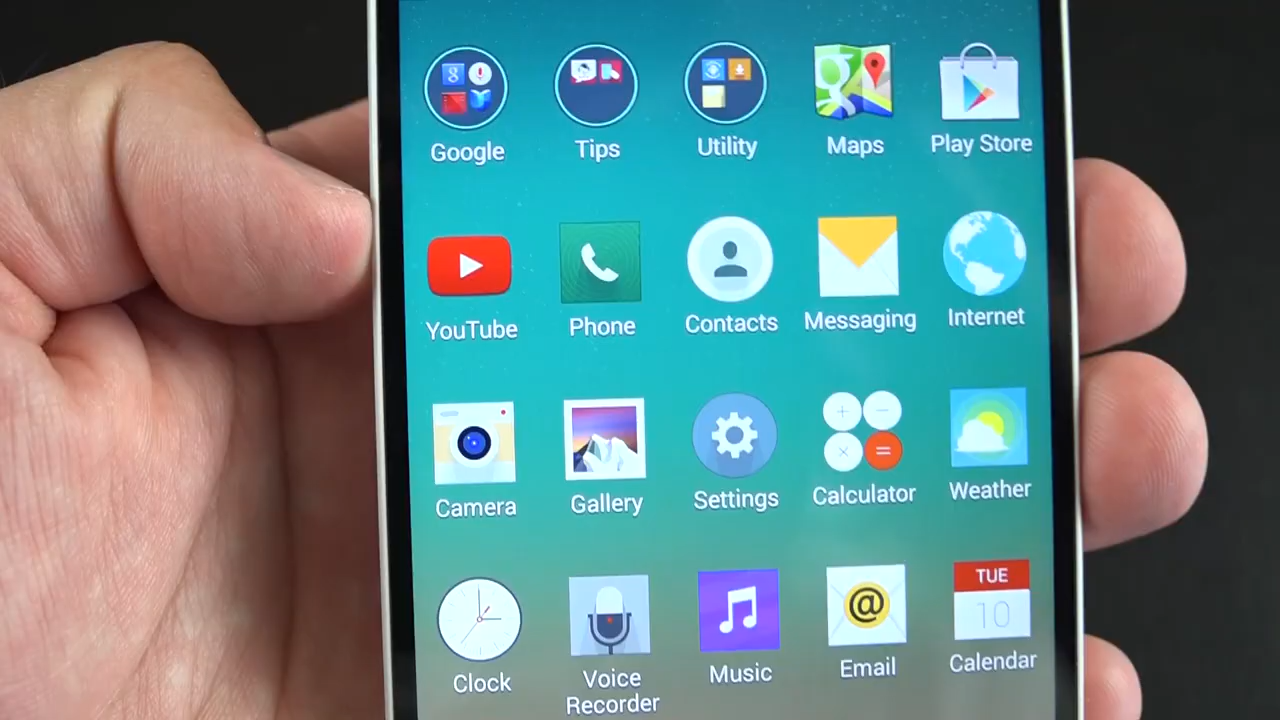 Google Tips Utility Maps Play Store
YouTube Phone Contacts Messaging Internet
Camera Gallery Settings Calculator Weather
TUE
10
@
Clock Voice Recorder Music Email Calendar